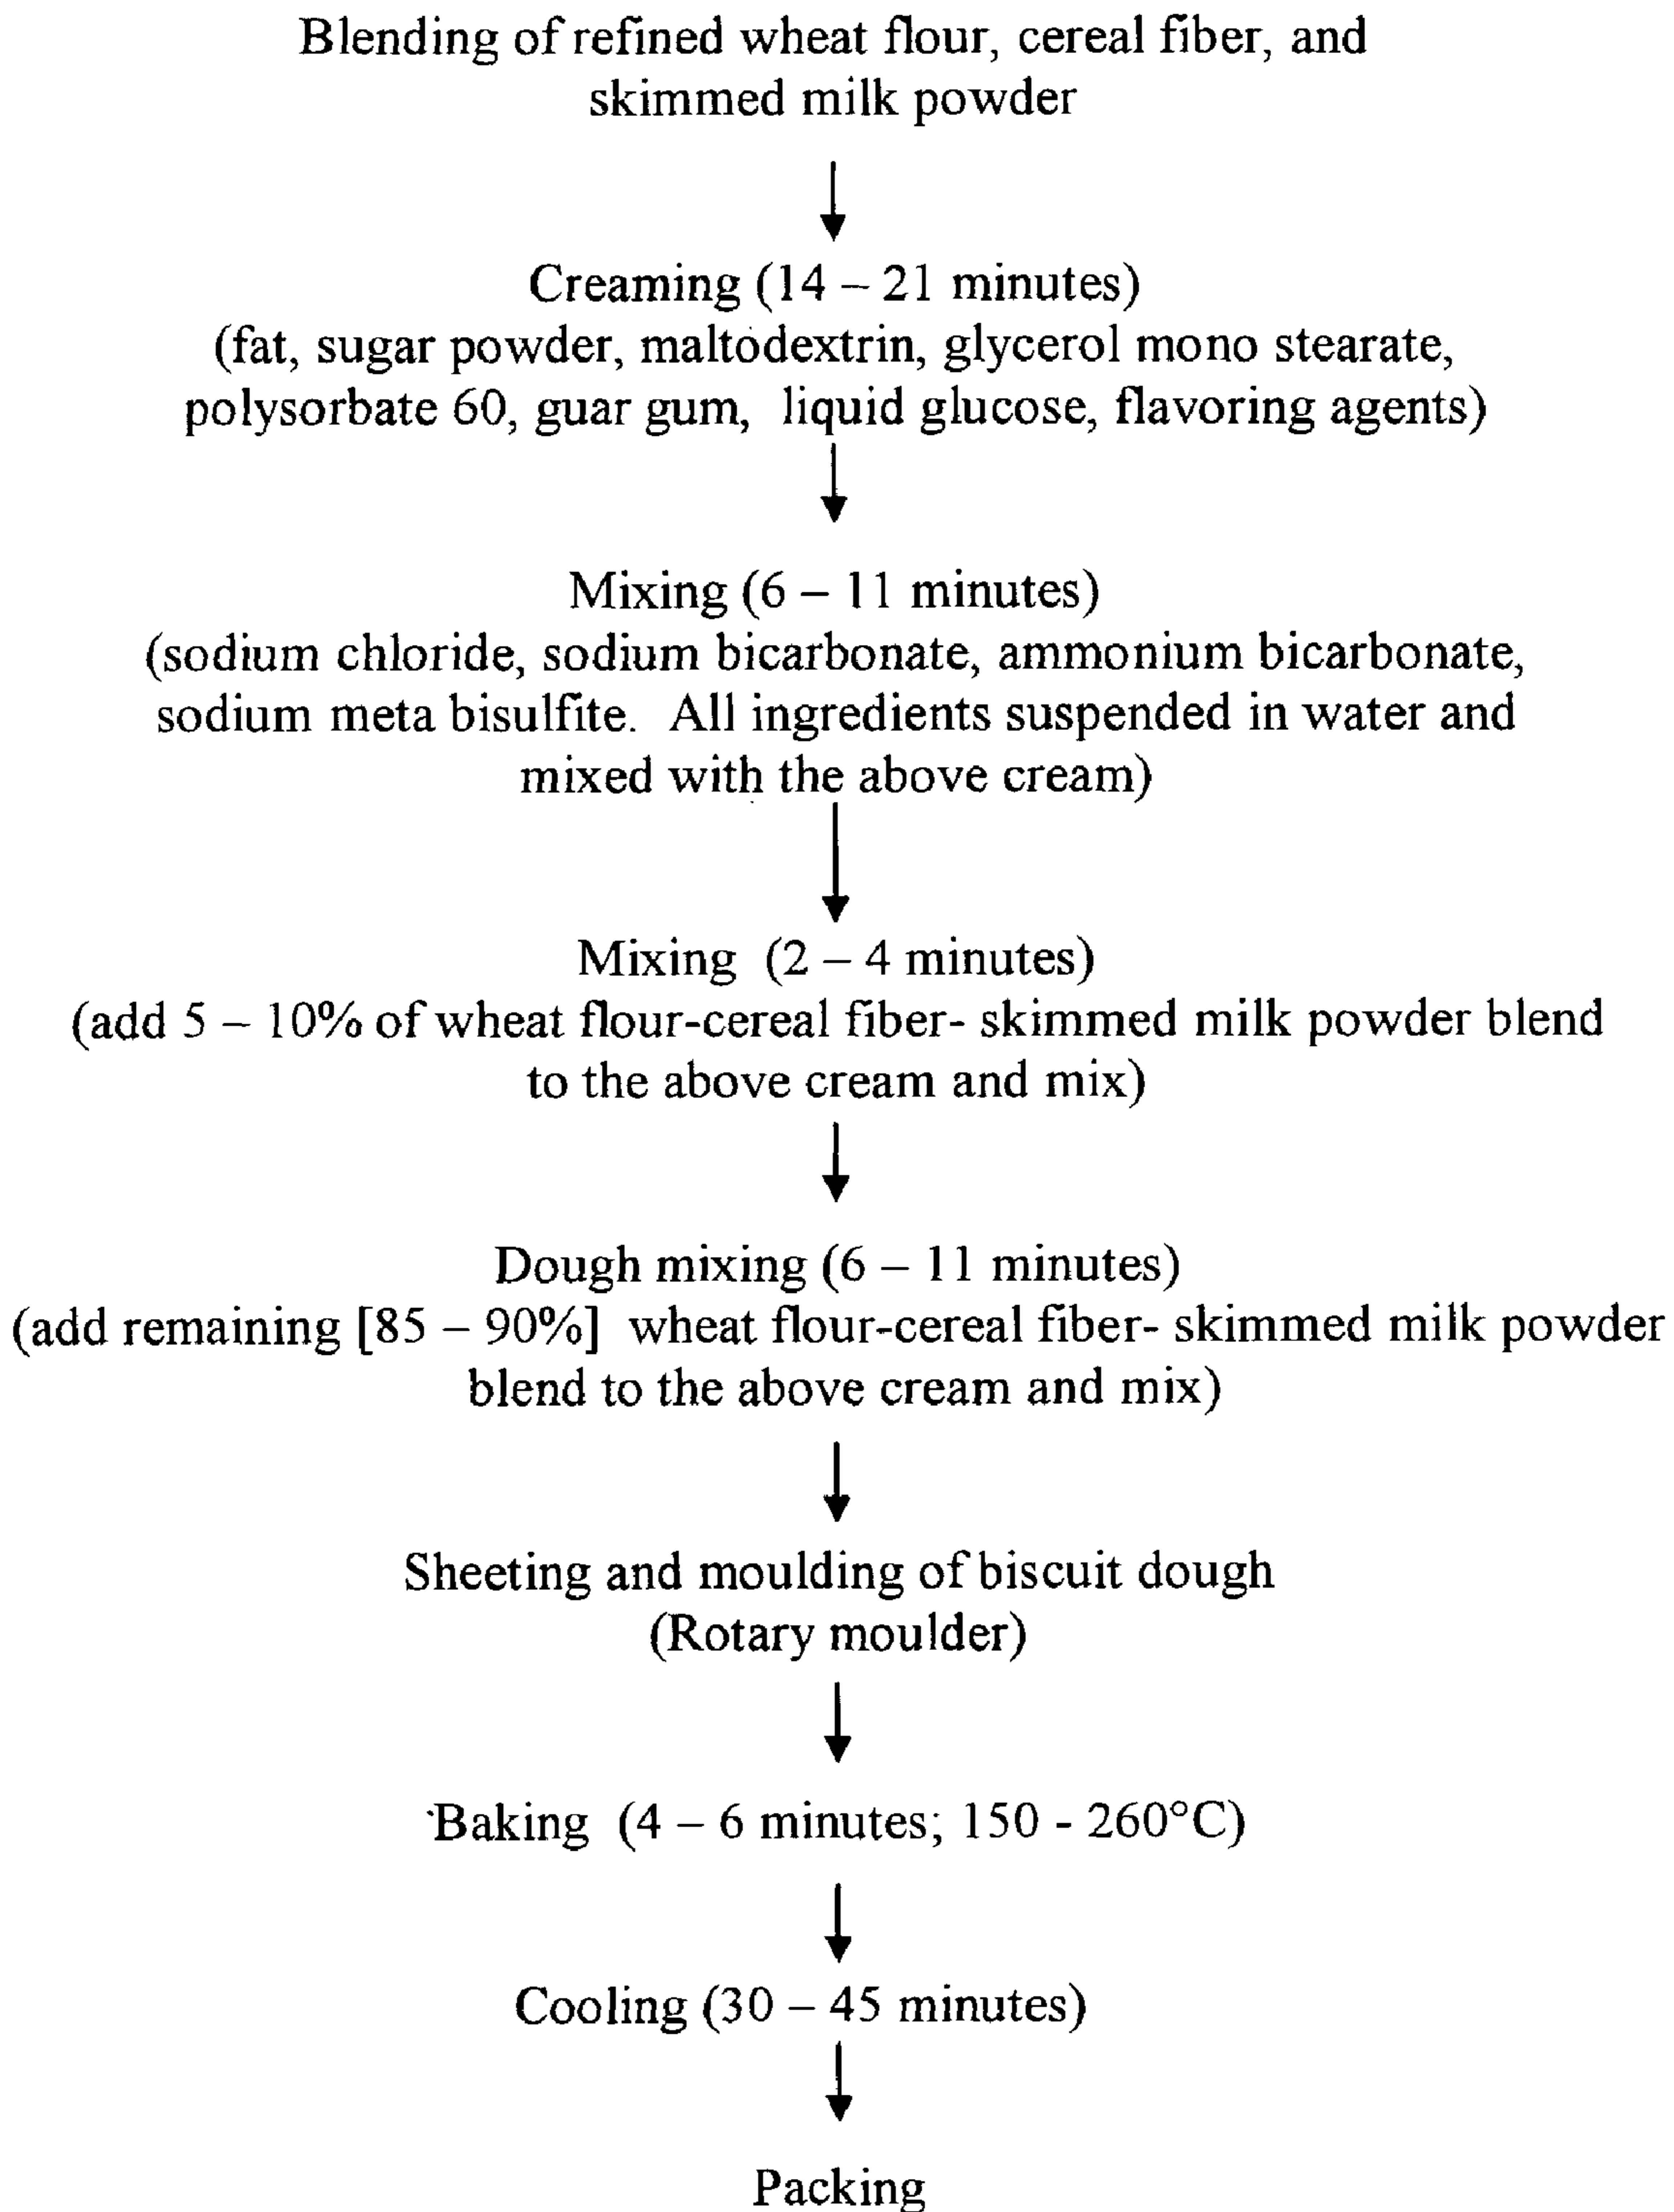 Blending of refined wheat flour, cereal fiber, and
skimmed milk powder
Creaming (14 – 21 minutes)
(fat, sugar powder, maltodextrin, glycerol mono stearate,
polysorbate 60, guar gum, liquid glucose, flavoring agents)
Mixing (6 – 11 minutes)
(sodium chloride, sodium bicarbonate, ammonium bicarbonate,
sodium meta bisulfite. All ingredients suspended in water and
mixed with the above cream)
Mixing (2 – 4 minutes)
(add 5 – 10% of wheat flour-cereal fiber- skimmed milk powder blend
to the above cream and mix)
Dough mixing (6 – 11 minutes)
(add remaining [85 – 90%] wheat flour-cereal fiber- skimmed milk powder
blend to the above cream and mix)
Sheeting and moulding of biscuit dough
(Rotary moulder)
Baking (4 – 6 minutes; 150 - 260°C)
Cooling (30 – 45 minutes)
Packing